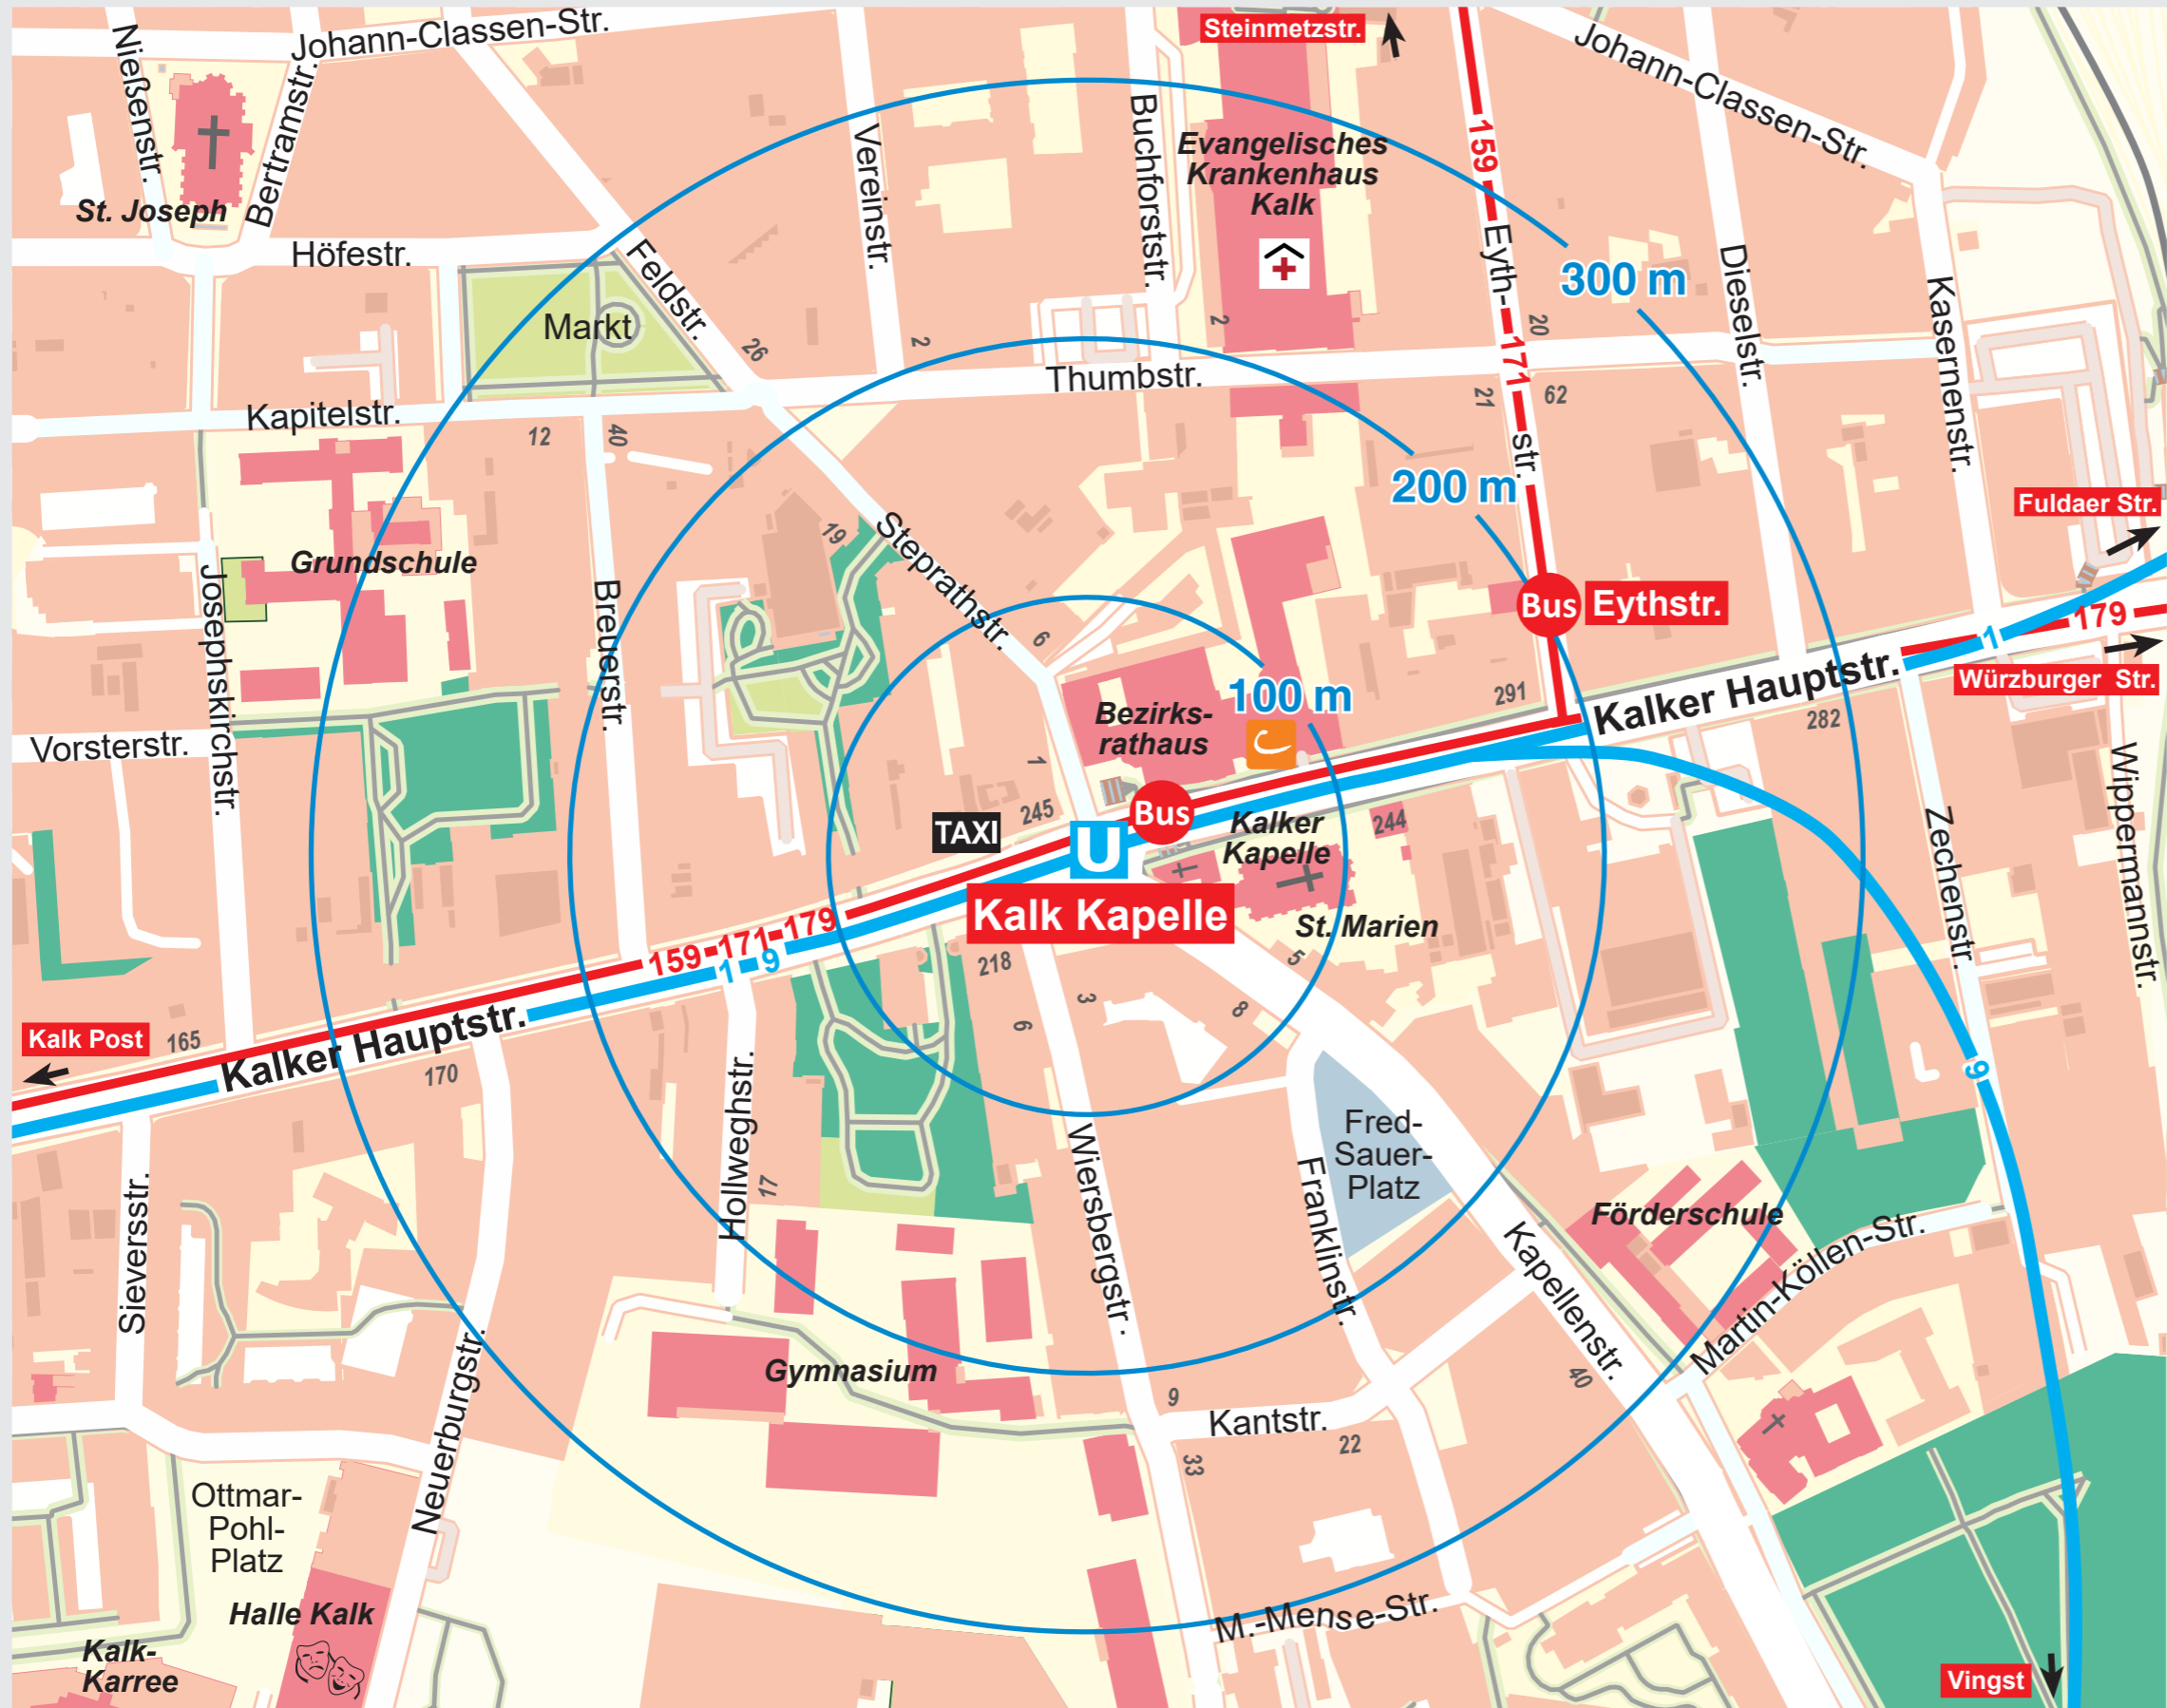 Steinmetzstr.
Johann-Classen-Str.
Johann-Classen-Str.
Nießenstr.
Bertramstr.
St. Joseph
Vereinstr.
Buchforststr.
Evangelisches
Krankenhaus
Kalk
159
Eyth-
171
str.
Höfestr.
Feldstr.
Markt
300 m
Dieselstr.
Kasernenstr.
26
2
2
20
Thumbstr.
21
62
Kapitelstr.
12
40
200 m
Fuldaer Str.
19
Steprathstr.
Grundschule
Josephskirchstr.
Breuerstr.
Bus
Eythstr.
179
1
6
Würzburger Str.
100 m
291
Kalker Hauptstr.
282
Bezirks-
rathaus
Vorsterstr.
1
245
TAXI
Bus
U
Kalker
Kapelle
244
Zechenstr.
Wippermannstr.
Kalk Kapelle
St. Marien
159-171-179
1-9
218
5
3
6
8
Kalk Post
165
Kalker Hauptstr.
170
9
Hollweghstr.
17
Wiersbergstr.
Fred-
Sauer-
Platz
Franklinstr.
Förderschule
Martin-Köllen-Str.
Kapellenstr.
Sieversstr.
Neuerburgstr.
Gymnasium
9
Kantstr.
22
33
40
Ottmar-
Pohl-
Platz
Halle Kalk
M.-Mense-Str.
Kalk-
Karree
Vingst